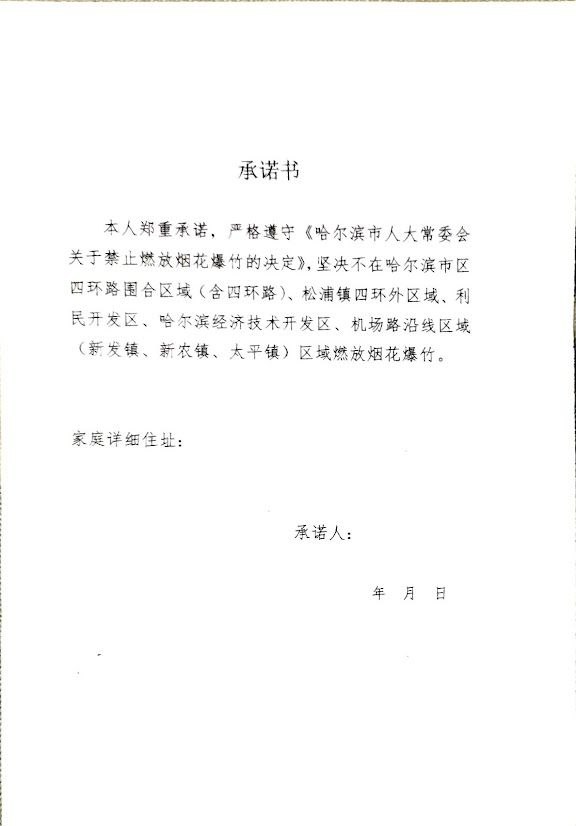 承诺书
本人郑重承诺，严格遵守《哈尔滨市人大常委会
关于禁止燃放烟花爆竹的决定》，坚决不在哈尔滨市区
四环路围合区域（含四环路）、松浦镇四环外区域、利
民开发区、哈尔滨经济技术开发区、机场路沿线区域
（新发镇、新农镇、太平镇）区域燃放烟花爆竹。
家庭详细住址：
承诺人：
年 月 日